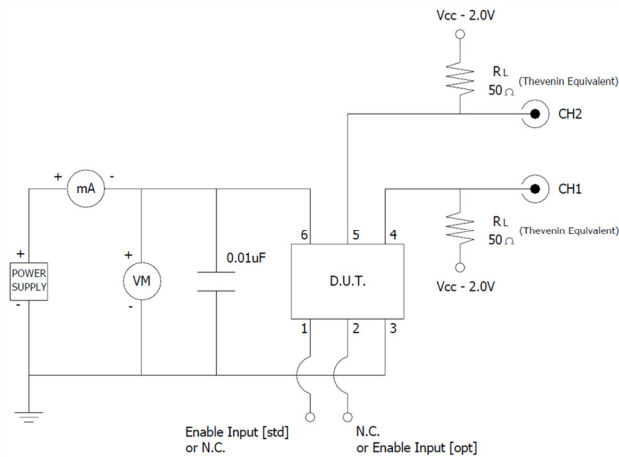 Vcc - 2.0V
RL
50Ω
(Thevenin Equivalent)
CH2
+
-
mA
CH1
RL
50Ω
(Thevenin Equivalent)
Vcc - 2.0V
6
5
4
+
POWER
SUPPLY
-
+
VM
-
0.01uF
D.U.T.
1
2
3
Enable Input [std]
or N.C.
N.C.
or Enable Input [opt]